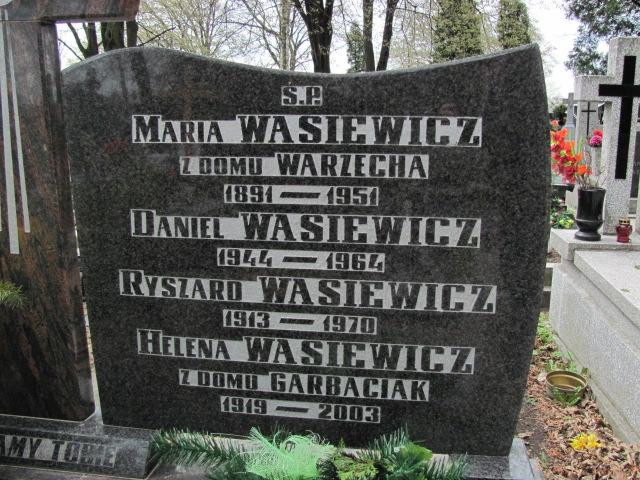 S.P.
MARIA WASIEWICZ
Z DOMU WARZECHA
1891 — 1951
DANIEL WASIEWICZ
1944 — 1964
RYSZARD WASIEWICZ
1913 — 1970
HELENA WASIEWICZ
Z DOMU GARBACIAK
1919 — 2003
AMY TOBIE